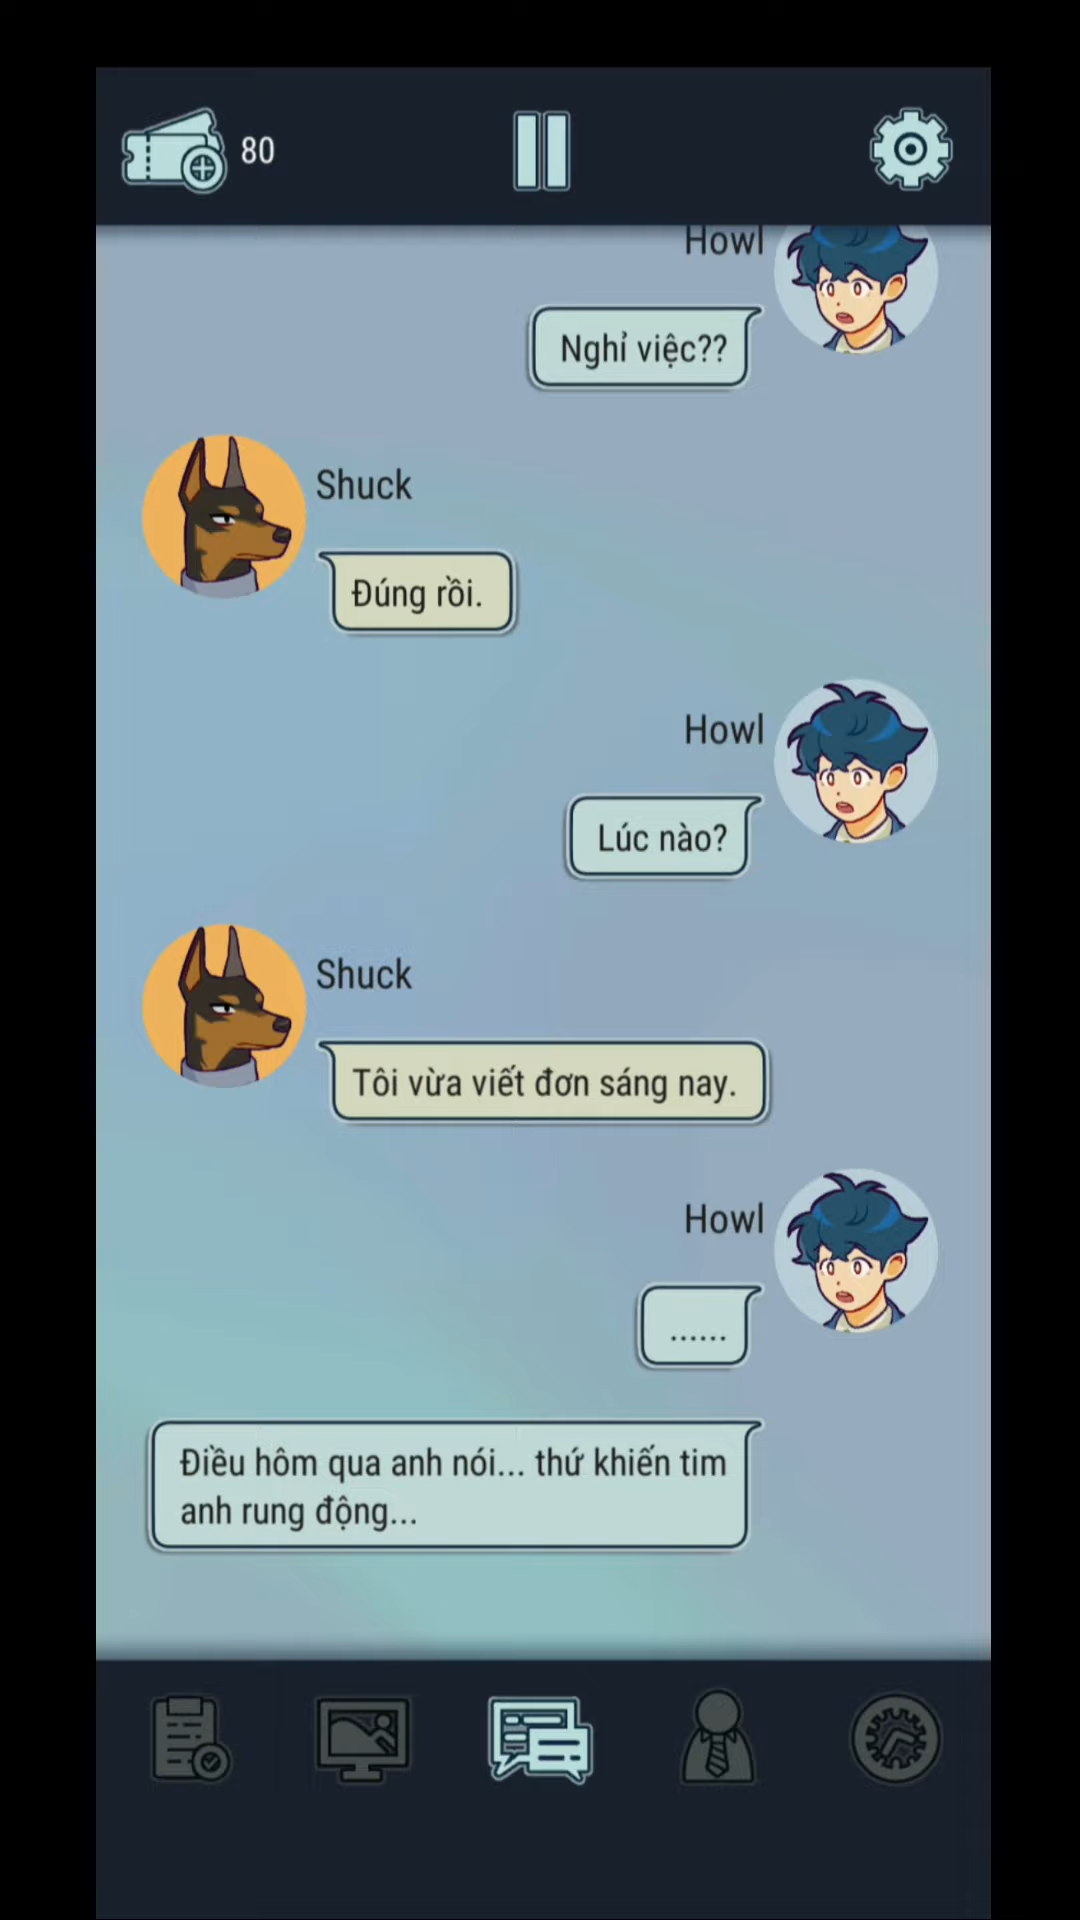 80
Howl
Nghỉ việc??
Shuck
Đúng rồi.
Howl
Lúc nào?
Shuck
Tôi vừa viết đơn sáng nay.
Howl
......
Điều hôm qua anh nói... thứ khiến tim
anh rung động...